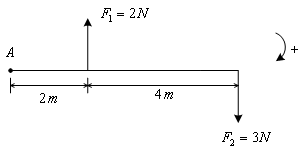 F₁ = 2N
A
+
2 m
4 m
F₂ = 3N